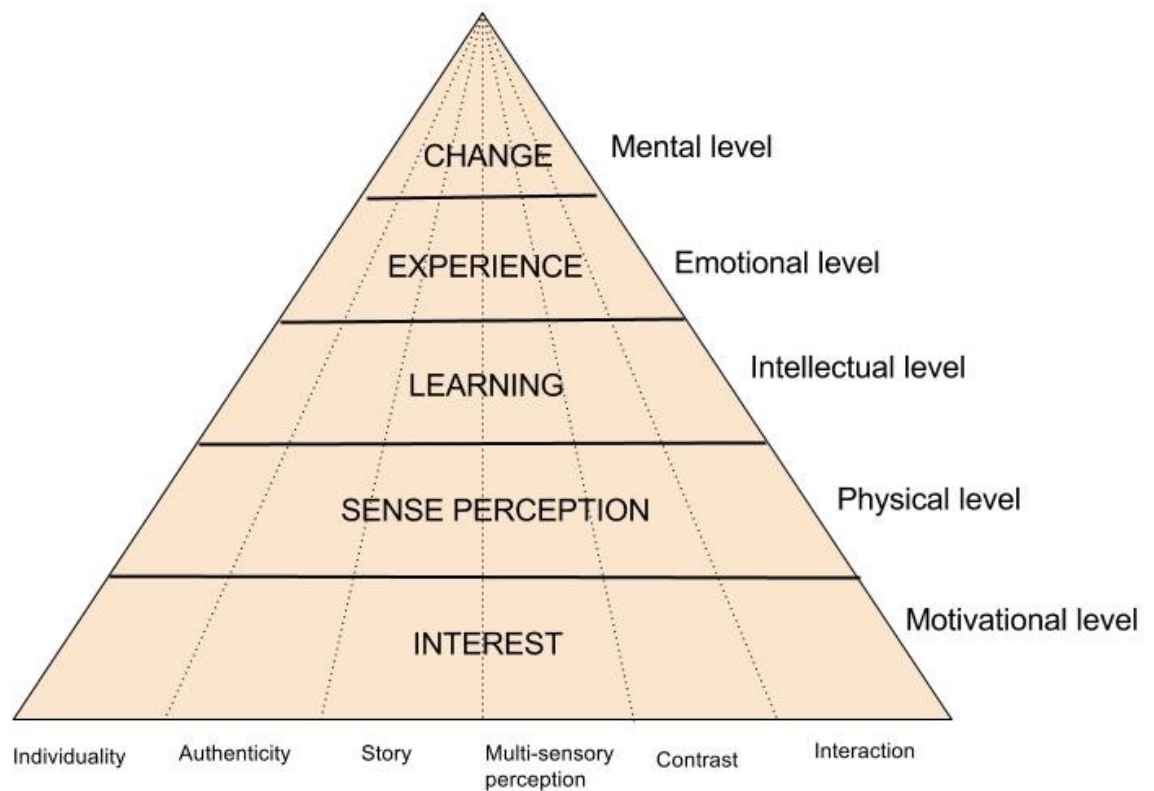 CHANGE
Mental level
EXPERIENCE
Emotional level
LEARNING
Intellectual level
SENSE PERCEPTION
Physical level
INTEREST
Motivational level
Individuality
Authenticity
Story
Multi-sensory
perception
Contrast
Interaction